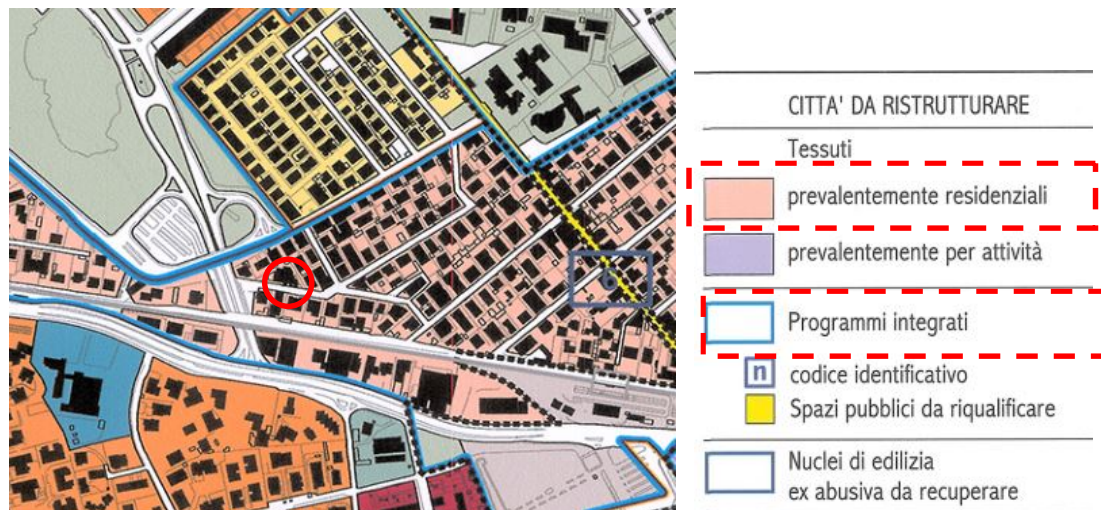 6
CITTA' DA RISTRUTTURARE
Tessuti
prevalentemente residenziali
prevalentemente per attività
Programmi integrati
n codice identificativo
Spazi pubblici da riqualificare
Nuclei di edilizia
ex abusiva da recuperare